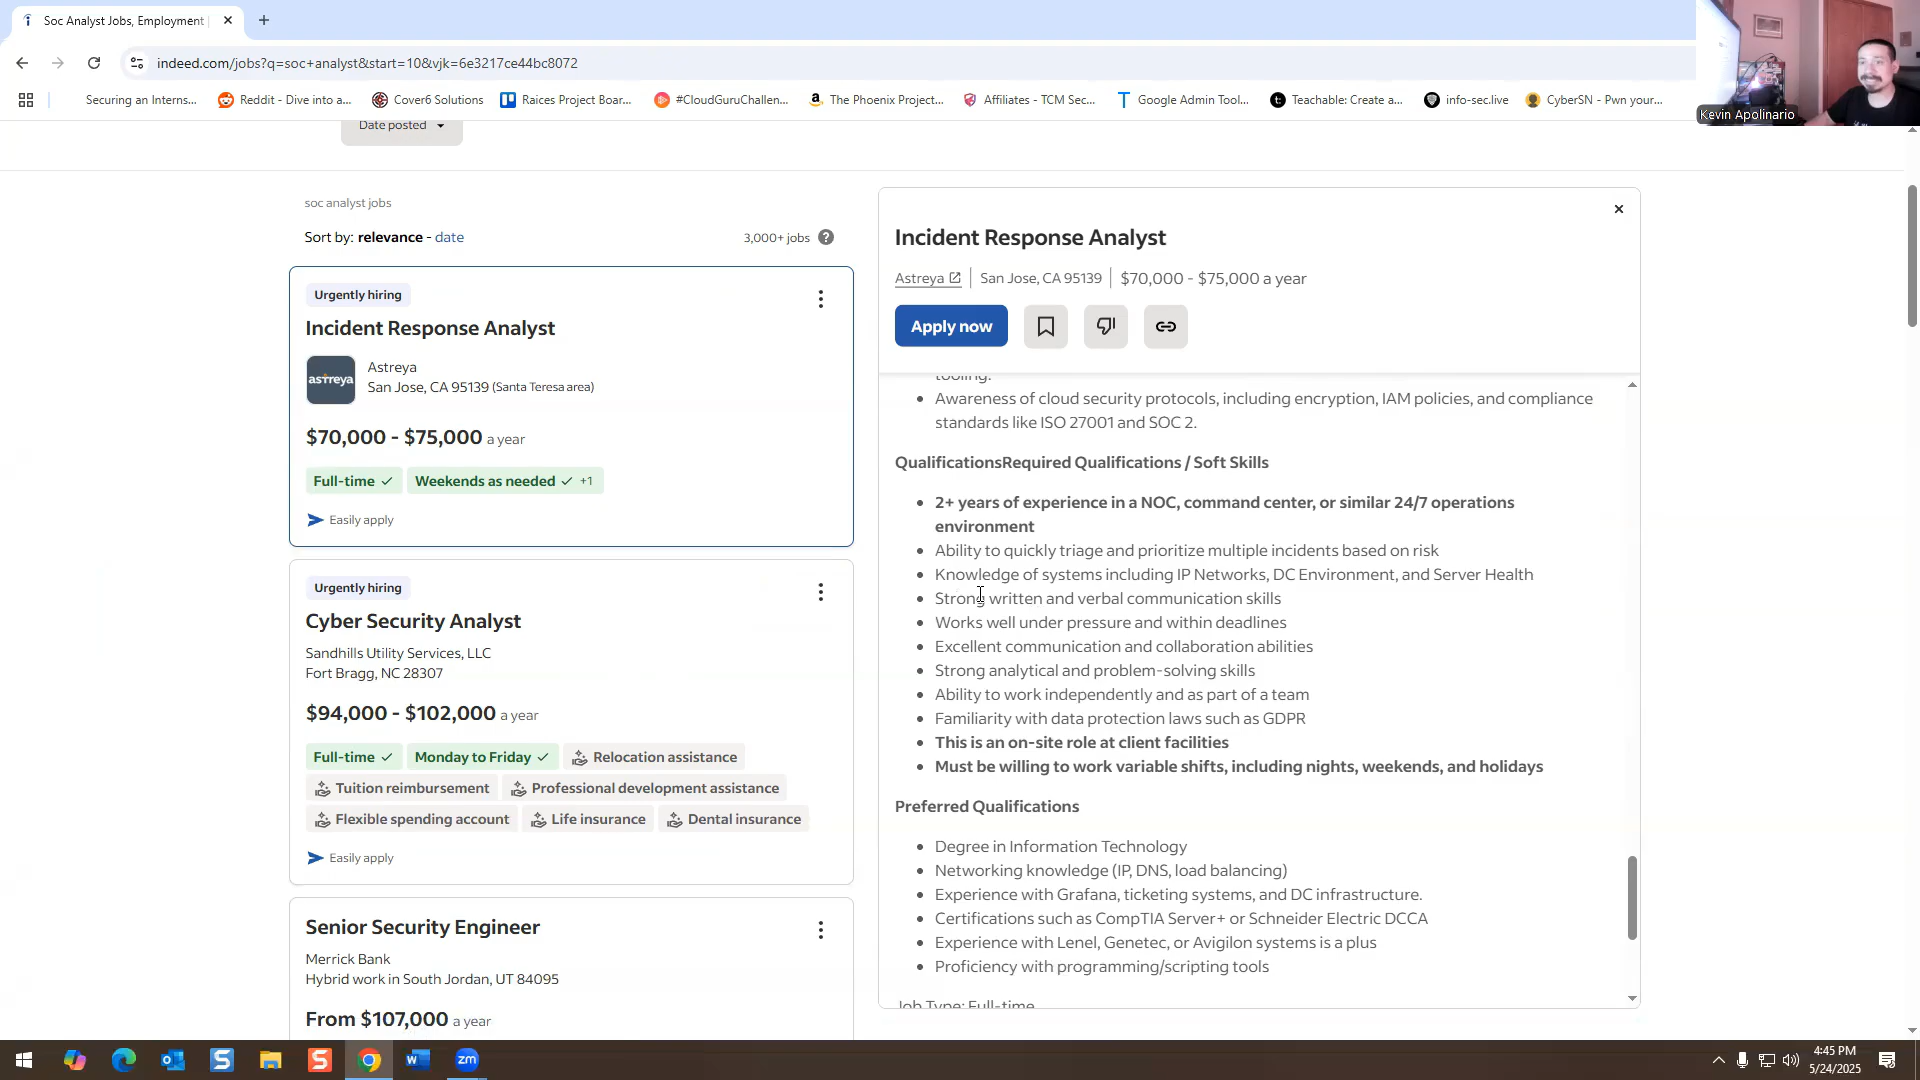 Soc Analyst Jobs, Employment
indeed.com/jobs?q=soc+analyst&start=10&vjk=6e3217ce44bc8072
Securing an Interns...
Reddit - Dive into a...
Cover6 Solutions
Raices Project Boar...
#CloudGuruChallen...
The Phoenix Project...
Affiliates - TCM Sec...
Google Admin Tool...
Teachable: Create a...
info-sec.live
CyberSN - Pwn your...
Kevin Apolinario
Date posted
soc analyst jobs
Sort by: relevance - date
3,000+ jobs
Urgently hiring
Incident Response Analyst
astreya
Astreya
San Jose, CA 95139 (Santa Teresa area)
$70,000 - $75,000 a year
Full-time
Weekends as needed +1
Easily apply
Urgently hiring
Cyber Security Analyst
Sandhills Utility Services, LLC
Fort Bragg, NC 28307
$94,000 - $102,000 a year
Full-time
Monday to Friday
Relocation assistance
Tuition reimbursement
Professional development assistance
Flexible spending account
Life insurance
Dental insurance
Easily apply
Senior Security Engineer
Merrick Bank
Hybrid work in South Jordan, UT 84095
From $107,000 a year
Incident Response Analyst
Astreya
San Jose, CA 95139
$70,000 - $75,000 a year
Apply now
tooling.
Awareness of cloud security protocols, including encryption, IAM policies, and compliance
standards like ISO 27001 and SOC 2.
QualificationsRequired Qualifications / Soft Skills
2+ years of experience in a NOC, command center, or similar 24/7 operations
environment
Ability to quickly triage and prioritize multiple incidents based on risk
Knowledge of systems including IP Networks, DC Environment, and Server Health
Strong written and verbal communication skills
Works well under pressure and within deadlines
Excellent communication and collaboration abilities
Strong analytical and problem-solving skills
Ability to work independently and as part of a team
Familiarity with data protection laws such as GDPR
This is an on-site role at client facilities
Must be willing to work variable shifts, including nights, weekends, and holidays
Preferred Qualifications
Degree in Information Technology
Networking knowledge (IP, DNS, load balancing)
Experience with Grafana, ticketing systems, and DC infrastructure.
Certifications such as CompTIA Server+ or Schneider Electric DCCA
Experience with Lenel, Genetec, or Avigilon systems is a plus
Proficiency with programming/scripting tools
Job Type: Full-time
zm
4:45 PM
5/24/2025